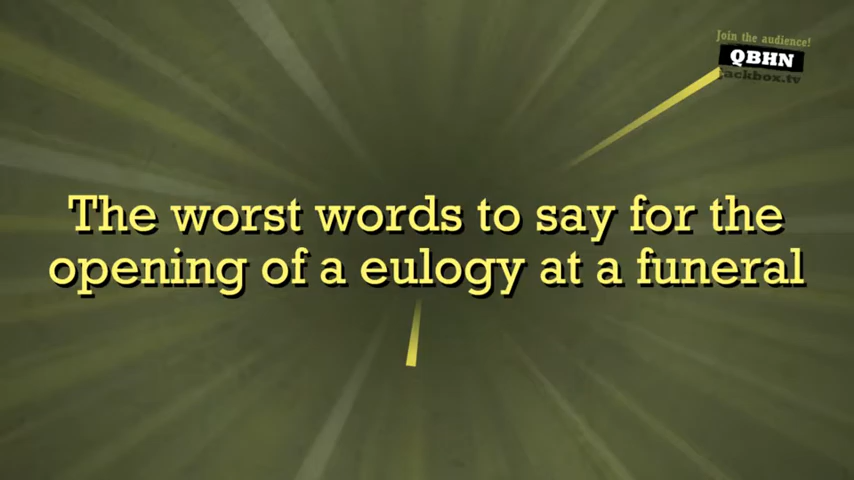 Join the audience!
QBHN
jackbox.tv
The worst words to say for the
opening of a eulogy at a funeral